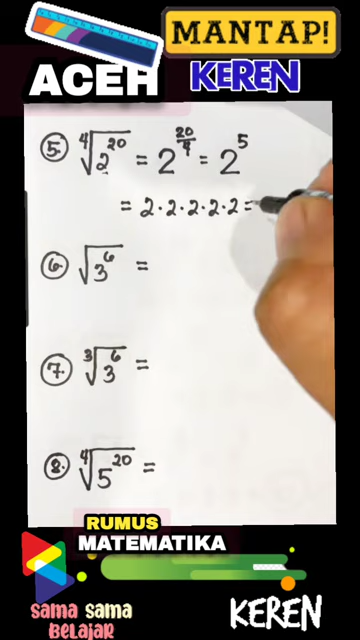 MANTAP!
ACEH KEREN
5. ⁴√2²⁰ = 2^(20/4) = 2⁵
= 2 · 2 · 2 · 2 · 2 =
6. √3⁶ =
7. ³√3⁶ =
8. ⁴√5²⁰ =
RUMUS
MATEMATIKA
sama sama
belajar
KEREN